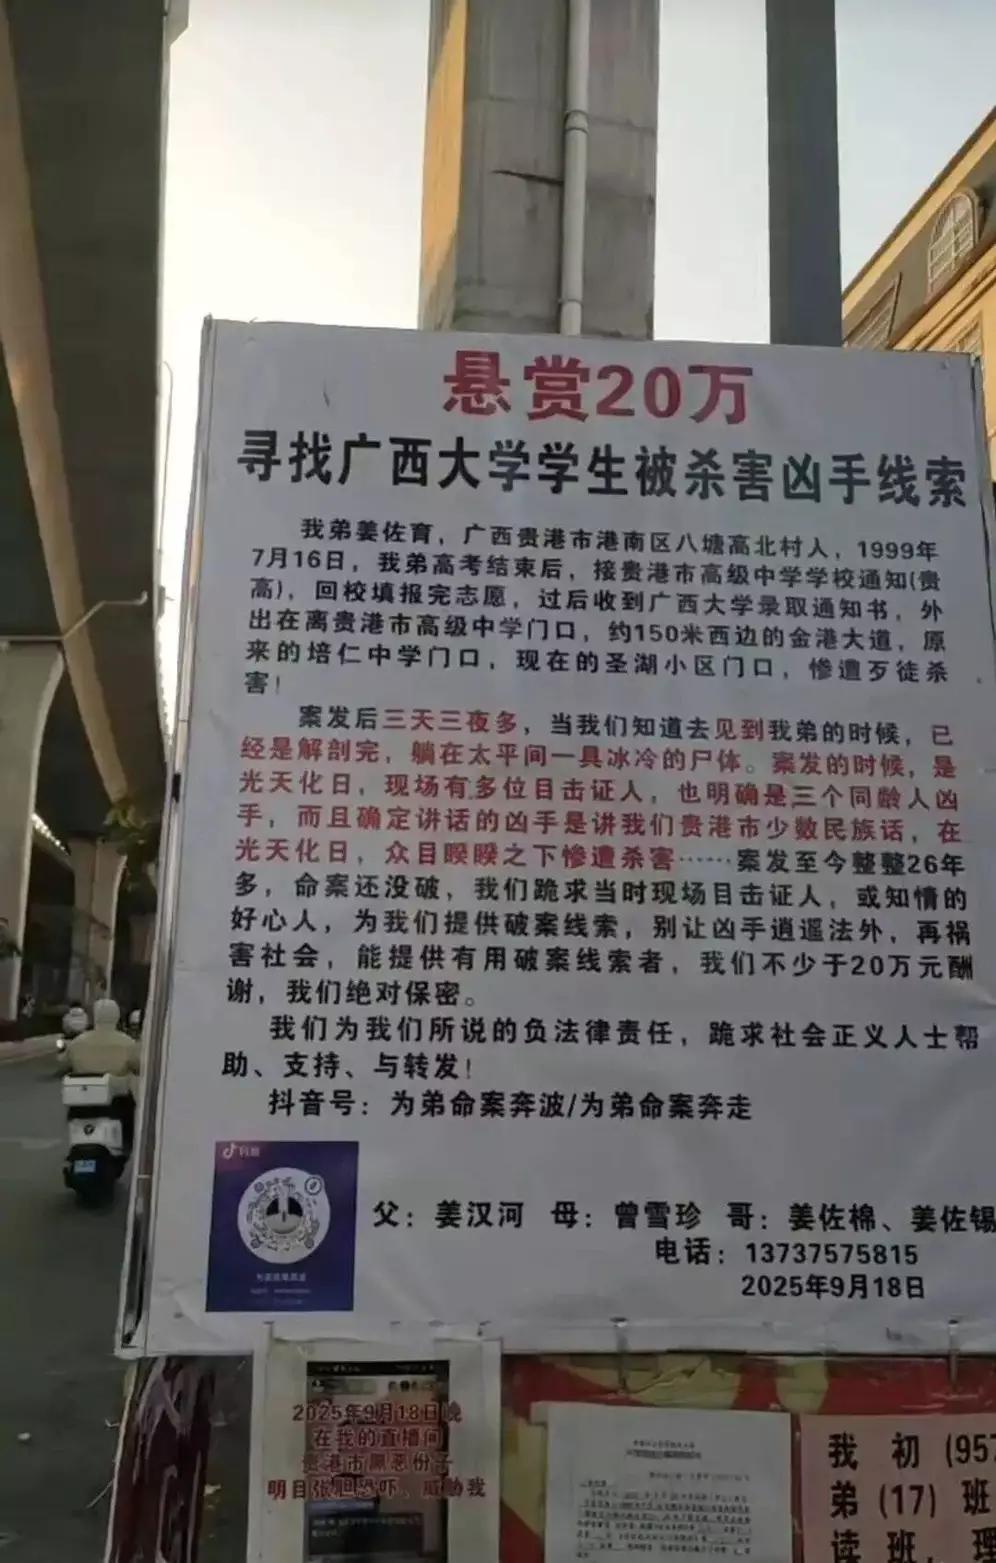 悬赏20万
寻找广西大学学生被杀害凶手线索
我弟姜佐育，广西贵港市港南区八塘高北村人，1999年
7月16日，我弟高考结束后，接贵港市高级中学学校通知(贵
高)，回校填报完志愿，过后收到广西大学录取通知书，外
出在离贵港市高级中学门口，约150米西边的金港大道，原
来的培仁中学门口，现在的圣湖小区门口，惨遭歹徒杀
害！
案发后三天三夜多，当我们知道去见到我弟的时候，已
经是解剖完，躺在太平间一具冰冷的尸体。案发的时候，是
光天化日，现场有多位目击证人，也明确是三个同龄人凶
手，而且确定讲话的凶手是讲我们贵港市少数民族话，在
光天化日，众目睽睽之下惨遭杀害……案发至今整整26年
多，命案还没破，我们跪求当时现场目击证人，或知情的
好心人，为我们提供破案线索，别让凶手逍遥法外，再祸
害社会，能提供有用破案线索者，我们不少于20万元酬
谢，我们绝对保密。
我们为我们所说的负法律责任，跪求社会正义人士帮
助、支持、与转发！
抖音号：为弟命案奔波/为弟命案奔走
父：姜汉河 母：曾雪珍 哥：姜佐棉、姜佐锡
电话：13737575815
2025年9月18日
2025年9月18日晚
在我的直播间
贵港市黑恶份子
明目张胆恐吓、威胁我
我 初 (957
弟 (17) 班
读 班，理